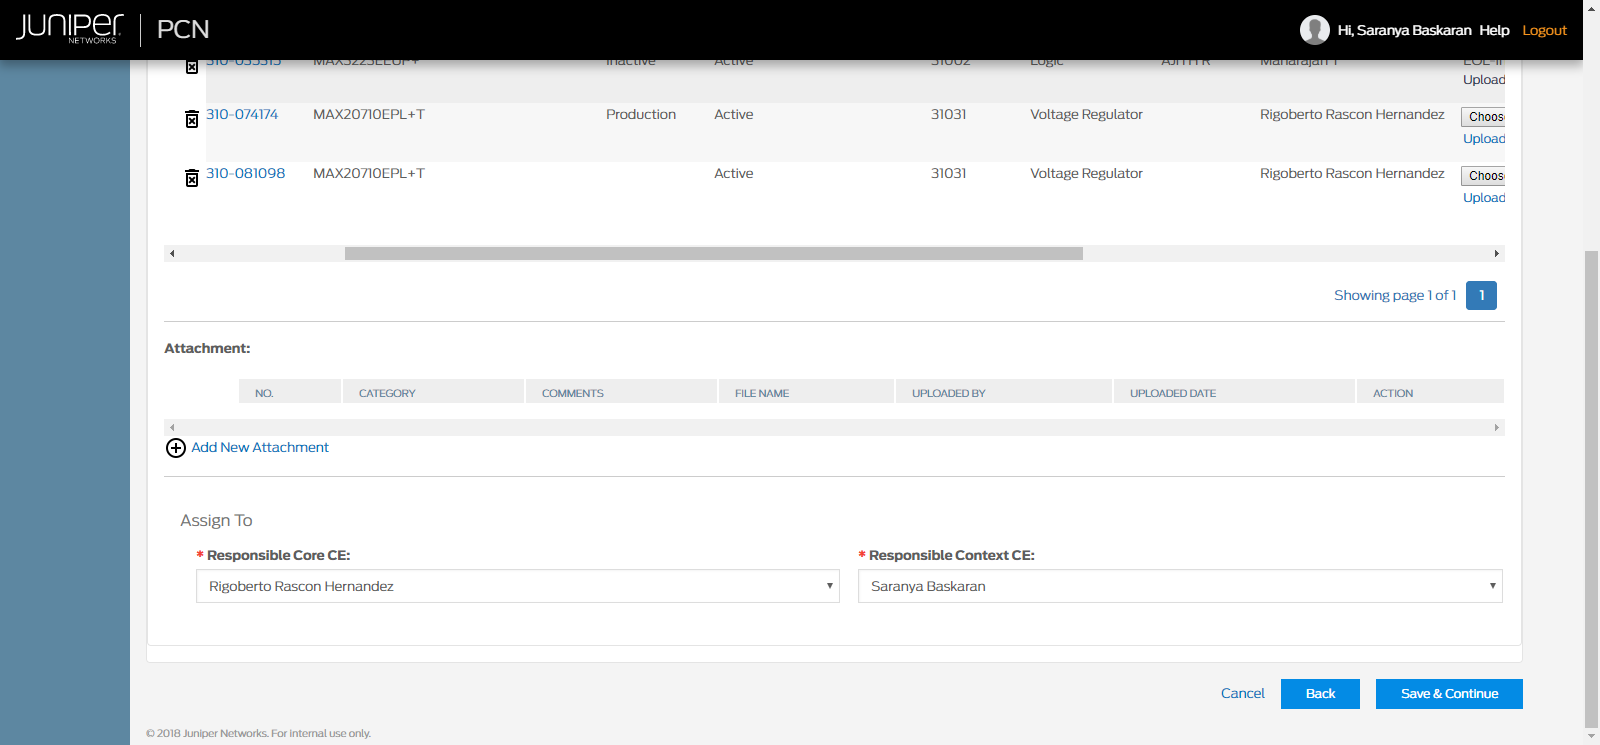 JUNIPER NETWORKS PCN Hi, Saranya Baskaran Help Logout
Inactive Active 31002 Logic
Upload
310-074174 MAX20710EPL+T Production Active 31031 Voltage Regulator Rigoberto Rascon Hernandez Choos
Upload
310-081098 MAX20710EPL+T Active 31031 Voltage Regulator Rigoberto Rascon Hernandez Choos
Upload
Showing page 1 of 1 1
Attachment:
NO. CATEGORY COMMENTS FILE NAME UPLOADED BY UPLOADED DATE ACTION
Add New Attachment
Assign To
* Responsible Core CE: * Responsible Context CE:
Rigoberto Rascon Hernandez Saranya Baskaran
Cancel Back Save & Continue
© 2018 Juniper Networks. For internal use only.